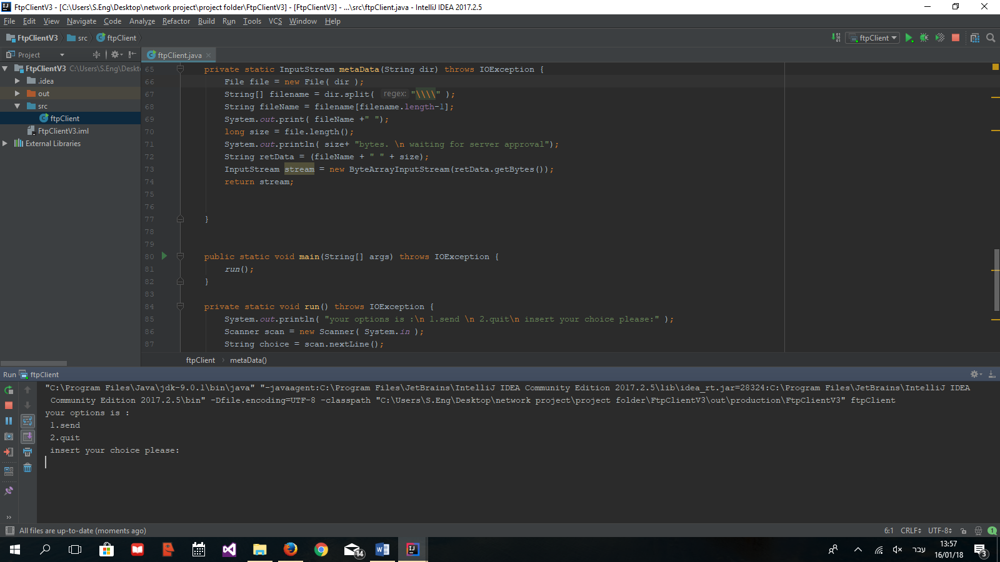 FtpClientV3 - [C:\Users\S.Eng\Desktop\network project\project folder\FtpClientV3] - [FtpClientV3] - ...\src\ftpClient.java - IntelliJ IDEA 2017.2.5
File Edit View Navigate Code Analyze Refactor Build Run Tools VCS Window Help
FtpClientV3 src ftpClient
ftpClient
Project
ftpClient.java
FtpClientV3 C:\Users\S.Eng\Deskt
.idea
out
src
ftpClient
FtpClientV3.iml
External Libraries
65 private static InputStream metaData(String dir) throws IOException {
66 File file = new File( dir );
67 String[] filename = dir.split( regex: "\\\\" );
68 String fileName = filename[filename.length-1];
69 System.out.print( fileName +" ");
70 long size = file.length();
71 System.out.println( size+ "bytes. \n waiting for server approval");
72 String retData = (fileName + " " + size);
73 InputStream stream = new ByteArrayInputStream(retData.getBytes());
74 return stream;
75
76
77 }
78
79
80 public static void main(String[] args) throws IOException {
81 run();
82 }
83
84 private static void run() throws IOException {
85 System.out.println( "your options is :\n 1.send \n 2.quit\n insert your choice please:" );
86 Scanner scan = new Scanner( System.in );
87 String choice = scan.nextLine();
ftpClient metaData()
Run ftpClient
"C:\Program Files\Java\jdk-9.0.1\bin\java" "-javaagent:C:\Program Files\JetBrains\IntelliJ IDEA Community Edition 2017.2.5\lib\idea_rt.jar=28324:C:\Program Files\JetBrains\IntelliJ IDEA
Community Edition 2017.2.5\bin" -Dfile.encoding=UTF-8 -classpath "C:\Users\S.Eng\Desktop\network project\project folder\FtpClientV3\out\production\FtpClientV3" ftpClient
your options is :
1.send
2.quit
insert your choice please:
All files are up-to-date (moments ago)
6:1 CRLF UTF-8 1
14
עבר
13:57
16/01/18
3